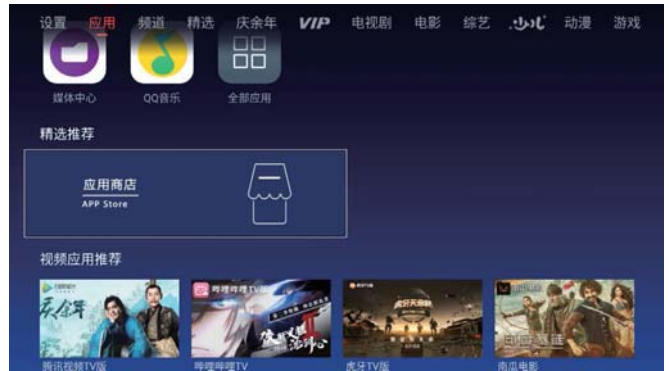 设置 应用 频道 精选 庆余年 VIP 电视剧 电影 综艺 少儿 动漫 游戏
媒体中心 QQ音乐 全部应用
精选推荐
应用商店
APP Store
视频应用推荐
庆余年 哔哩哔哩TV版
腾讯视频TV版 哔哩哔哩TV 虎牙TV版 南瓜电影